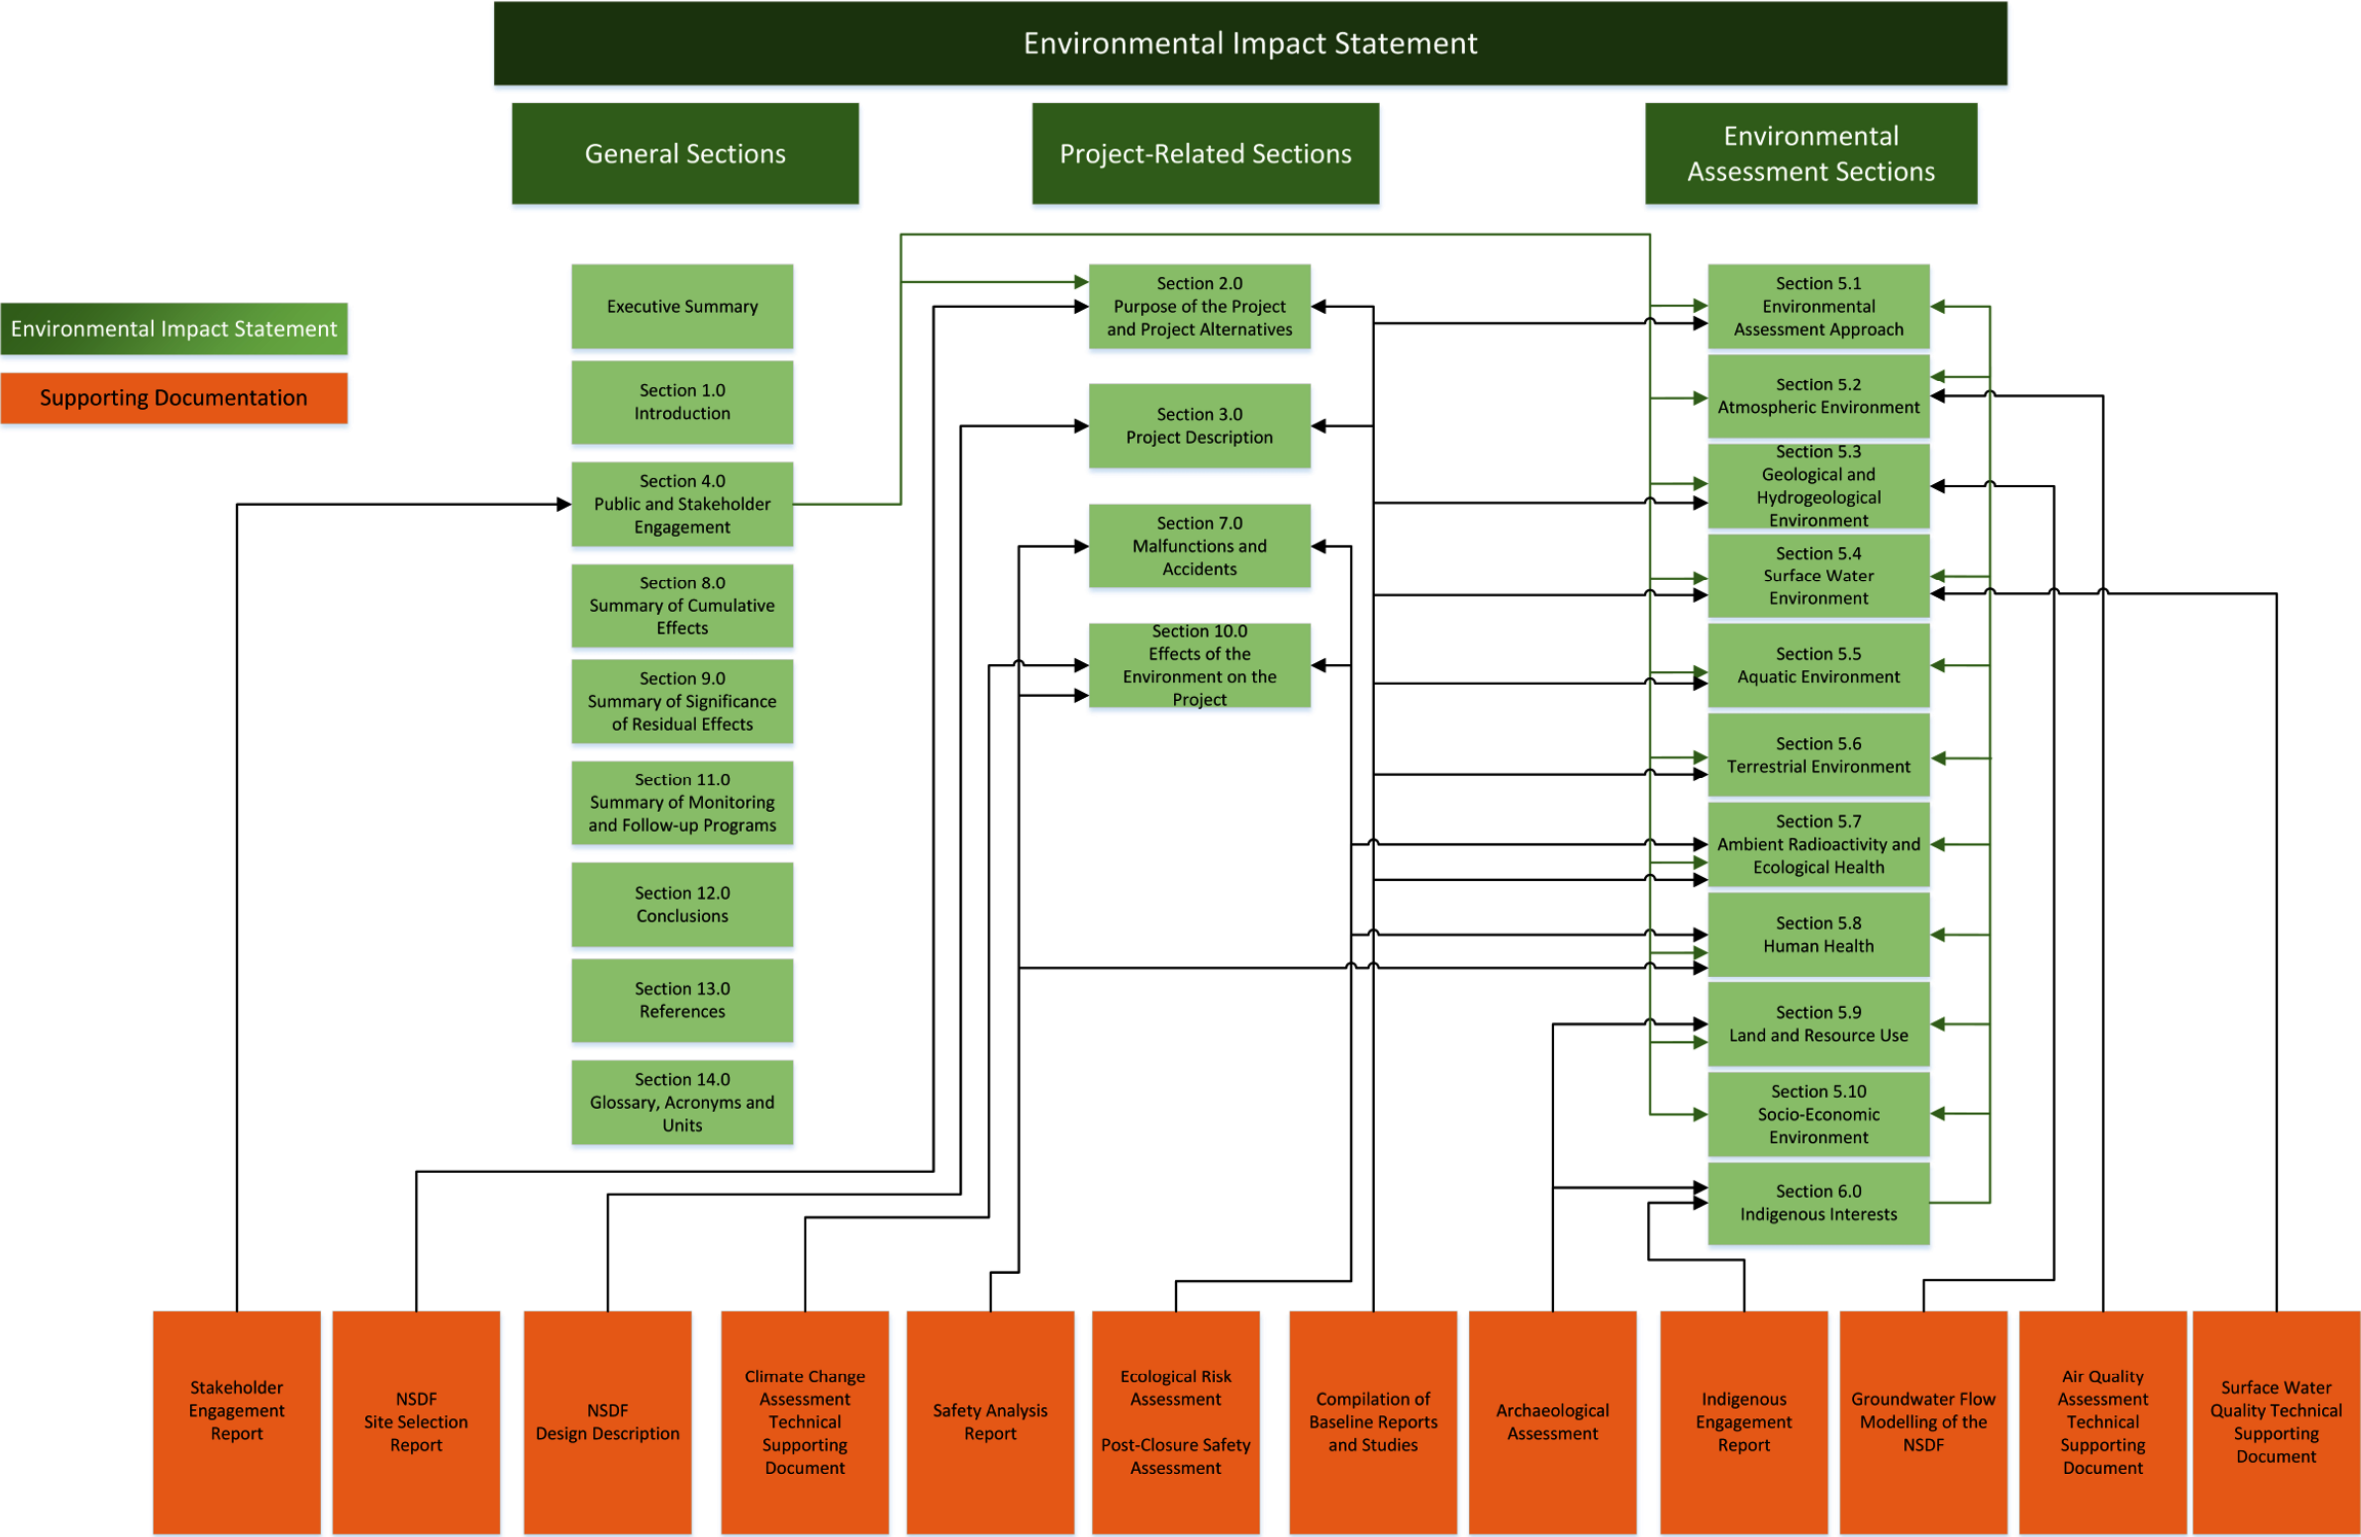 Environmental Impact Statement
General Sections
Project-Related Sections
Environmental
Assessment Sections
Environmental Impact Statement
Supporting Documentation
Executive Summary
Section 1.0
Introduction
Section 4.0
Public and Stakeholder
Engagement
Section 8.0
Summary of Cumulative
Effects
Section 9.0
Summary of Significance
of Residual Effects
Section 11.0
Summary of Monitoring
and Follow-up Programs
Section 12.0
Conclusions
Section 13.0
References
Section 14.0
Glossary, Acronyms and
Units
Section 2.0
Purpose of the Project
and Project Alternatives
Section 3.0
Project Description
Section 7.0
Malfunctions and
Accidents
Section 10.0
Effects of the
Environment on the
Project
Section 5.1
Environmental
Assessment Approach
Section 5.2
Atmospheric Environment
Section 5.3
Geological and
Hydrogeological
Environment
Section 5.4
Surface Water
Environment
Section 5.5
Aquatic Environment
Section 5.6
Terrestrial Environment
Section 5.7
Ambient Radioactivity and
Ecological Health
Section 5.8
Human Health
Section 5.9
Land and Resource Use
Section 5.10
Socio-Economic
Environment
Section 6.0
Indigenous Interests
Stakeholder
Engagement
Report
NSDF
Site Selection
Report
NSDF
Design Description
Climate Change
Assessment
Technical
Supporting
Document
Safety Analysis
Report
Ecological Risk
Assessment
Post-Closure Safety
Assessment
Compilation of
Baseline Reports
and Studies
Archaeological
Assessment
Indigenous
Engagement
Report
Groundwater Flow
Modelling of the
NSDF
Air Quality
Assessment
Technical
Supporting
Document
Surface Water
Quality Technical
Supporting
Document